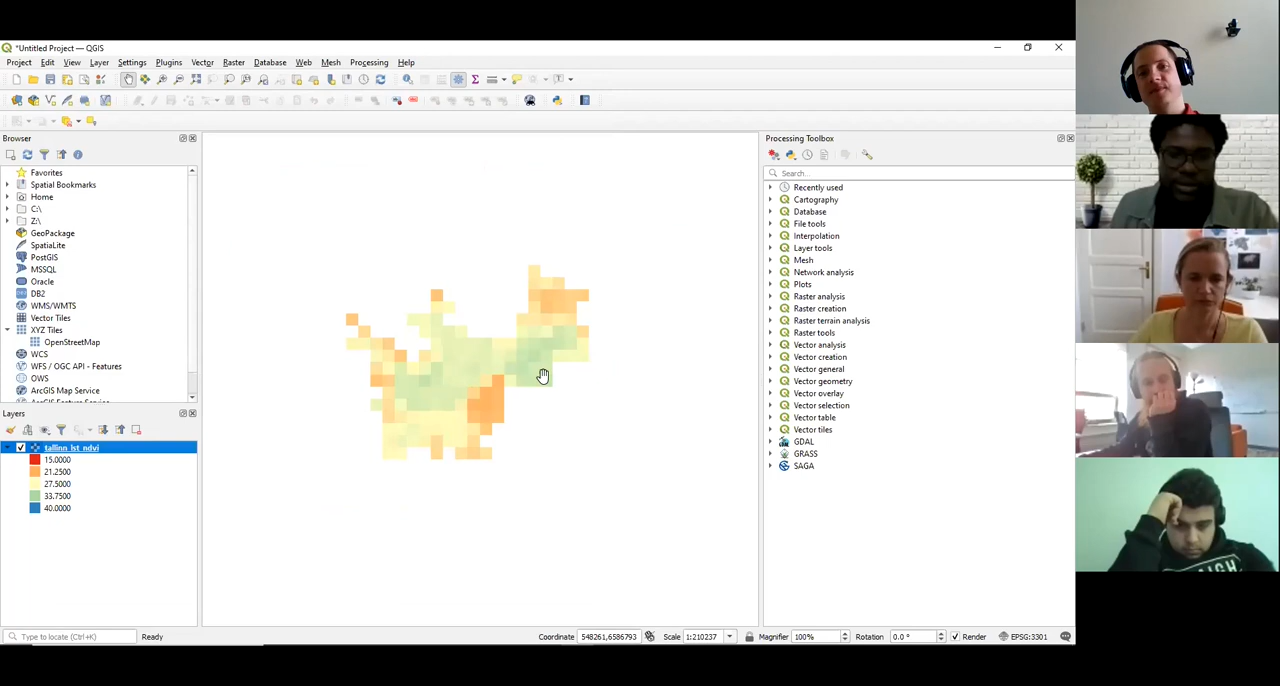 *Untitled Project — QGIS
Project Edit View Layer Settings Plugins Vector Raster Database Web Mesh Processing Help
Browser
Favorites
Spatial Bookmarks
Home
C:\
Z:\
GeoPackage
SpatiaLite
PostGIS
MSSQL
Oracle
DB2
WMS/WMTS
Vector Tiles
XYZ Tiles
OpenStreetMap
WCS
WFS / OGC API - Features
OWS
ArcGIS Map Service
ArcGIS Feature Service
Layers
tallinn_lst_ndvi
15.0000
21.2500
27.5000
33.7500
40.0000
Processing Toolbox
Search...
Recently used
Cartography
Database
File tools
Interpolation
Layer tools
Mesh
Network analysis
Plots
Raster analysis
Raster creation
Raster terrain analysis
Raster tools
Vector analysis
Vector creation
Vector general
Vector geometry
Vector overlay
Vector selection
Vector table
Vector tiles
GDAL
GRASS
SAGA
Type to locate (Ctrl+K) Ready Coordinate 548261,6586793 Scale 1:210237 Magnifier 100% Rotation 0.0 ° Render EPSG:3301